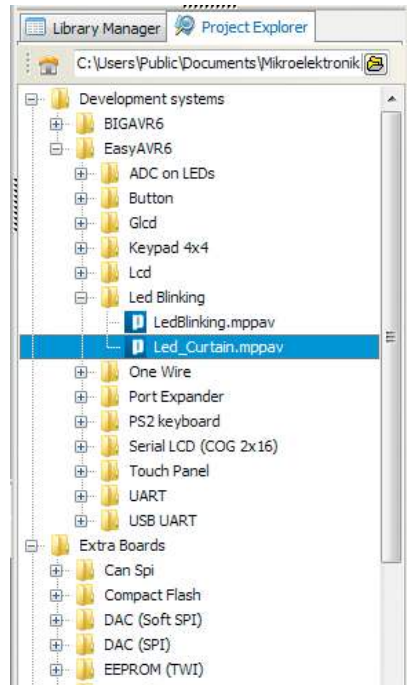 Library Manager Project Explorer
C:\Users\Public\Documents\Mikroelektronik
Development systems
BIGAVR6
EasyAVR6
ADC on LEDs
Button
Glcd
Keypad 4x4
Lcd
Led Blinking
LedBlinking.mppav
Led_Curtain.mppav
One Wire
Port Expander
PS2 keyboard
Serial LCD (COG 2x16)
Touch Panel
UART
USB UART
Extra Boards
Can Spi
Compact Flash
DAC (Soft SPI)
DAC (SPI)
EEPROM (TWI)